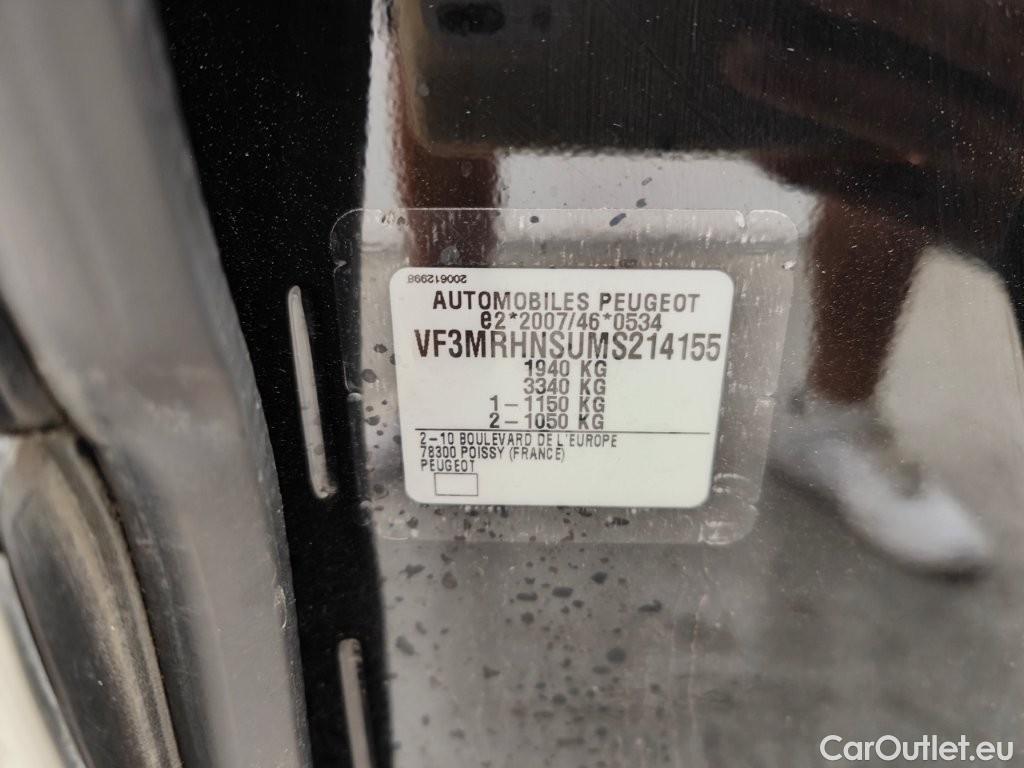 200612998
AUTOMOBILES PEUGEOT
e2*2007/46*0534
VF3MRHNSUMS214155
1940 KG
3340 KG
1-1150 KG
2-1050 KG
2-10 BOULEVARD DE L'EUROPE
78300 POISSY (FRANCE)
PEUGEOT
CarOutlet.eu